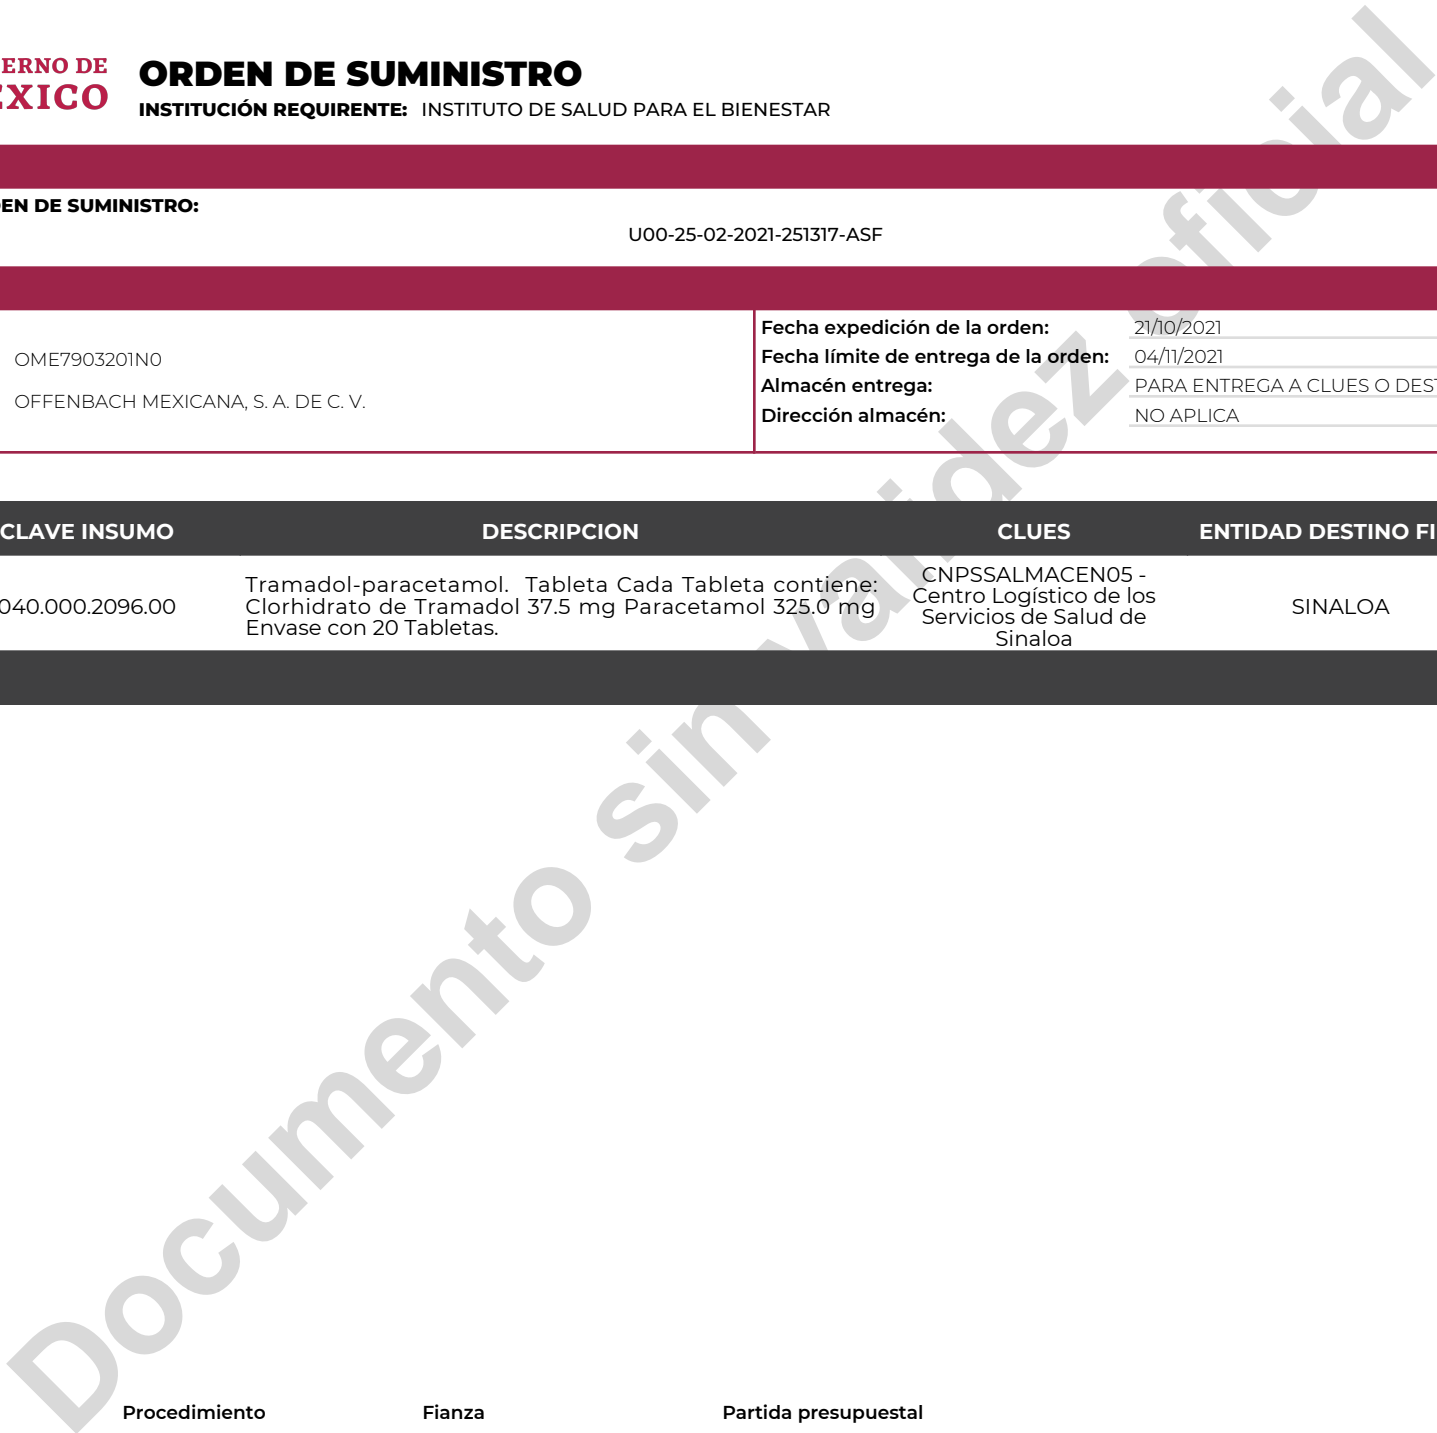 ERNO DE
EXICO
ORDEN DE SUMINISTRO
INSTITUCIÓN REQUIRENTE: INSTITUTO DE SALUD PARA EL BIENESTAR
EN DE SUMINISTRO:
U00-25-02-2021-251317-ASF
OME7903201N0
OFFENBACH MEXICANA, S. A. DE C. V.
Fecha expedición de la orden: 21/10/2021
Fecha límite de entrega de la orden: 04/11/2021
Almacén entrega: PARA ENTREGA A CLUES O DEST
Dirección almacén: NO APLICA
CLAVE INSUMO DESCRIPCION CLUES ENTIDAD DESTINO FI
040.000.2096.00
Tramadol-paracetamol. Tableta Cada Tableta contiene:
Clorhidrato de Tramadol 37.5 mg Paracetamol 325.0 mg
Envase con 20 Tabletas.
CNPSSALMACEN05 -
Centro Logístico de los
Servicios de Salud de
Sinaloa
SINALOA
Documento sin validez oficial
Procedimiento Fianza Partida presupuestal